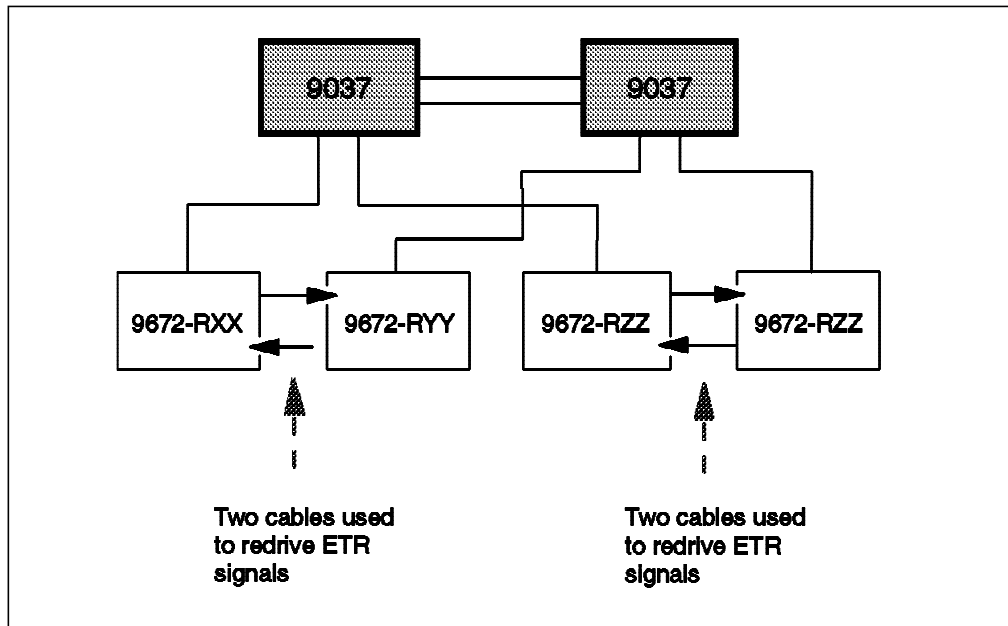 9037
9037
9672-RXX
9672-RYY
9672-RZZ
9672-RZZ
Two cables used
to redrive ETR
signals
Two cables used
to redrive ETR
signals